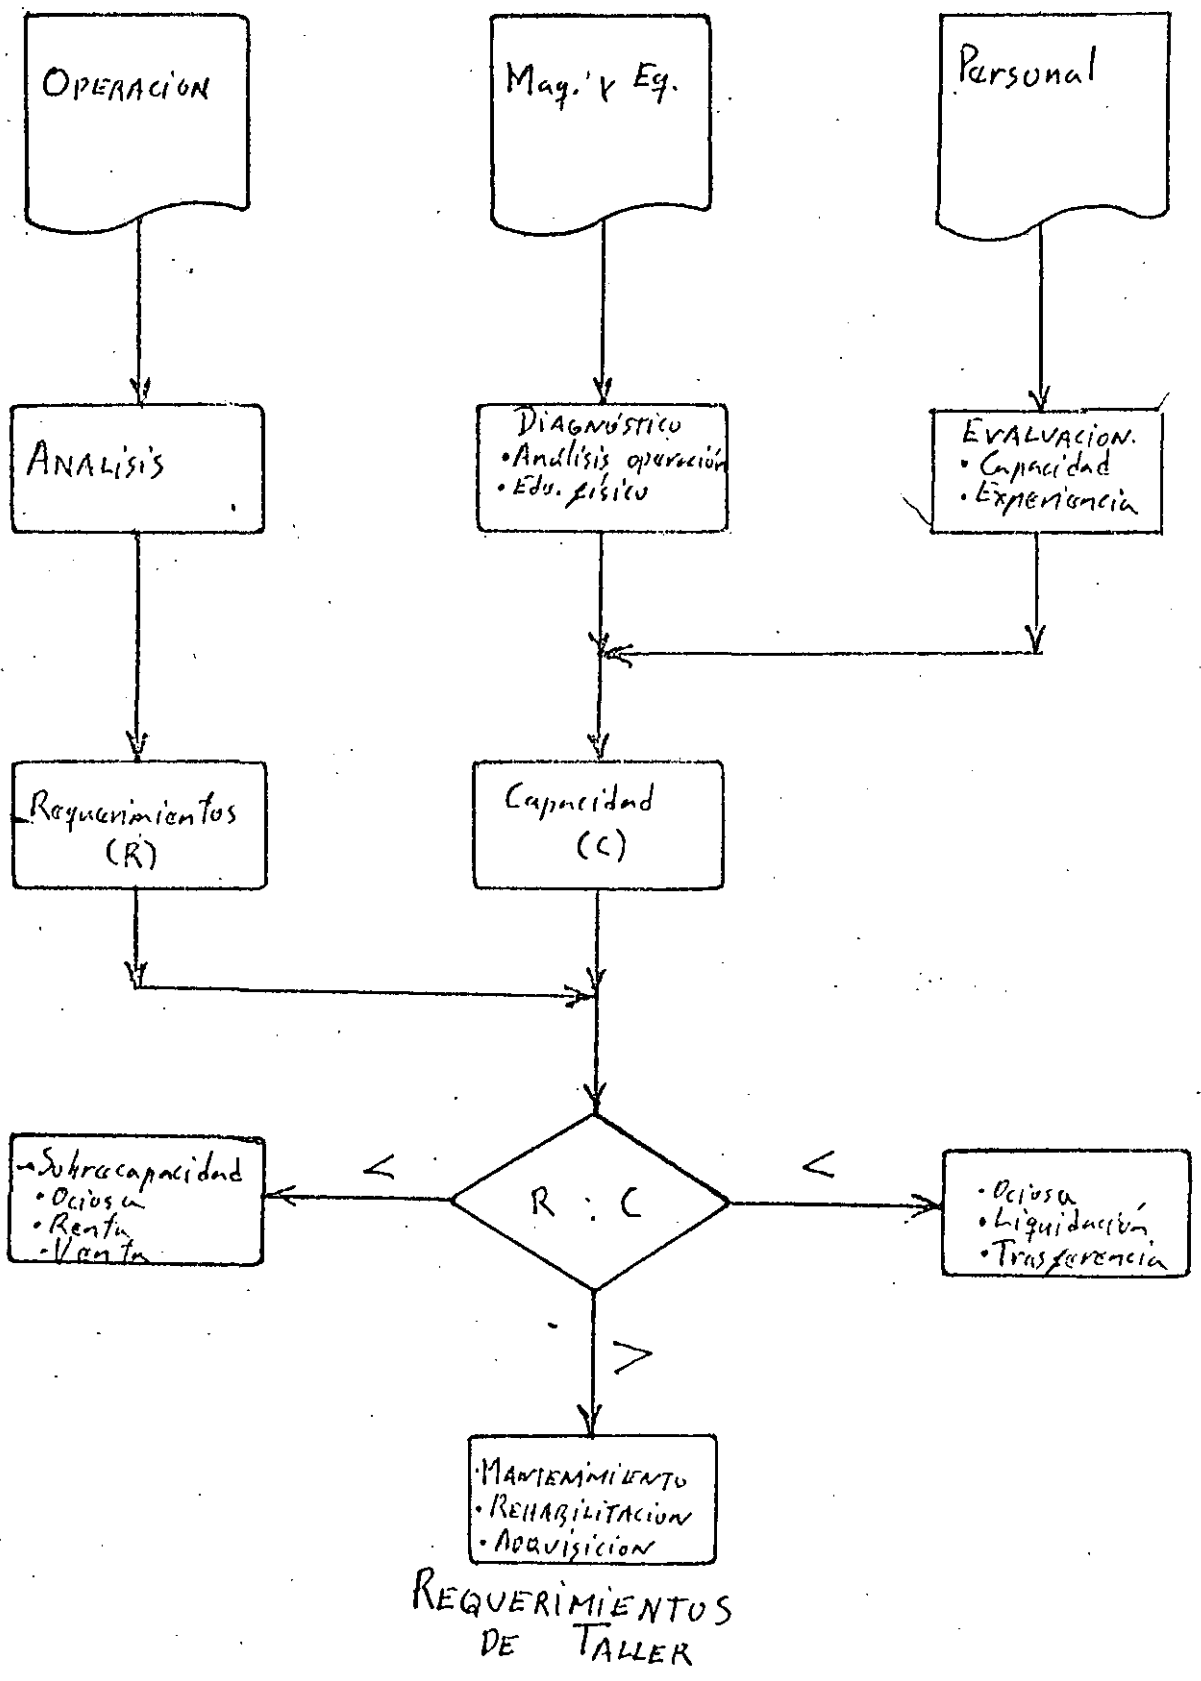 OPERACION
Maq. y Eq.
Personal
ANALISIS
DIAGNÓSTICO
• Análisis operación
• Edo. físico
EVALUACION.
• Capacidad
• Experiencia
Requerimientos
(R)
Capacidad
(C)
Sobrecapacidad
• Ociosa
• Renta
• Venta
<
R : C
<
• Ociosa
• Liquidación
• Trasferencia
>
• MANTENIMIENTO
• REHABILITACION
• ADQUISICION
REQUERIMIENTOS
DE TALLER